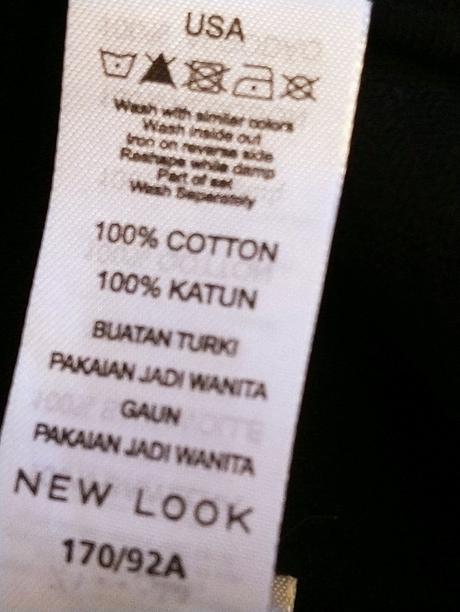 USA
Wash with similar colors
Wash inside out
Iron on reverse side
Reshape while damp
Part of set
Wash Separately
100% COTTON
100% KATUN
BUATAN TURKI
PAKAIAN JADI WANITA
GAUN
PAKAIAN JADI WANITA
NEW LOOK
170/92A